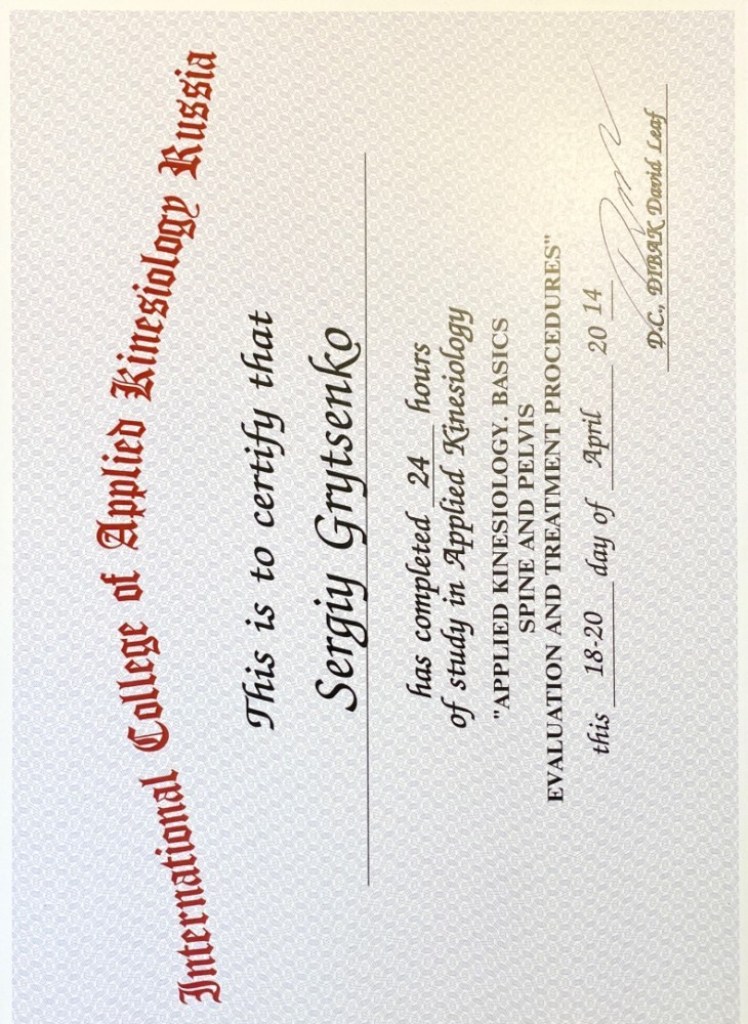 International College of Applied Kinesiology Russia
This is to certify that
Sergiy Grytsenko
has completed 24 hours
of study in Applied Kinesiology
"APPLIED KINESIOLOGY. BASICS
SPINE AND PELVIS
EVALUATION AND TREATMENT PROCEDURES"
this 18-20 day of April 20 14
D.C., DIBAK David Leaf